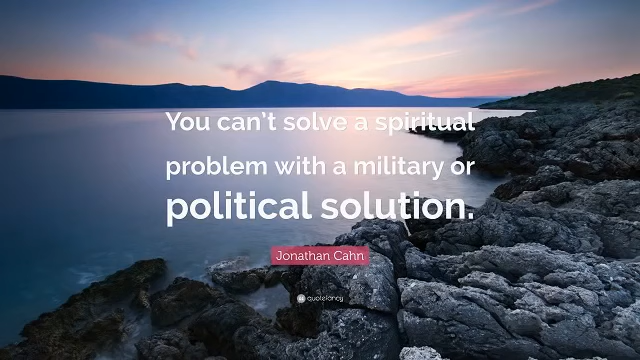 You can't solve a spiritual
problem with a military or
political solution.
Jonathan Cahn
quotefancy